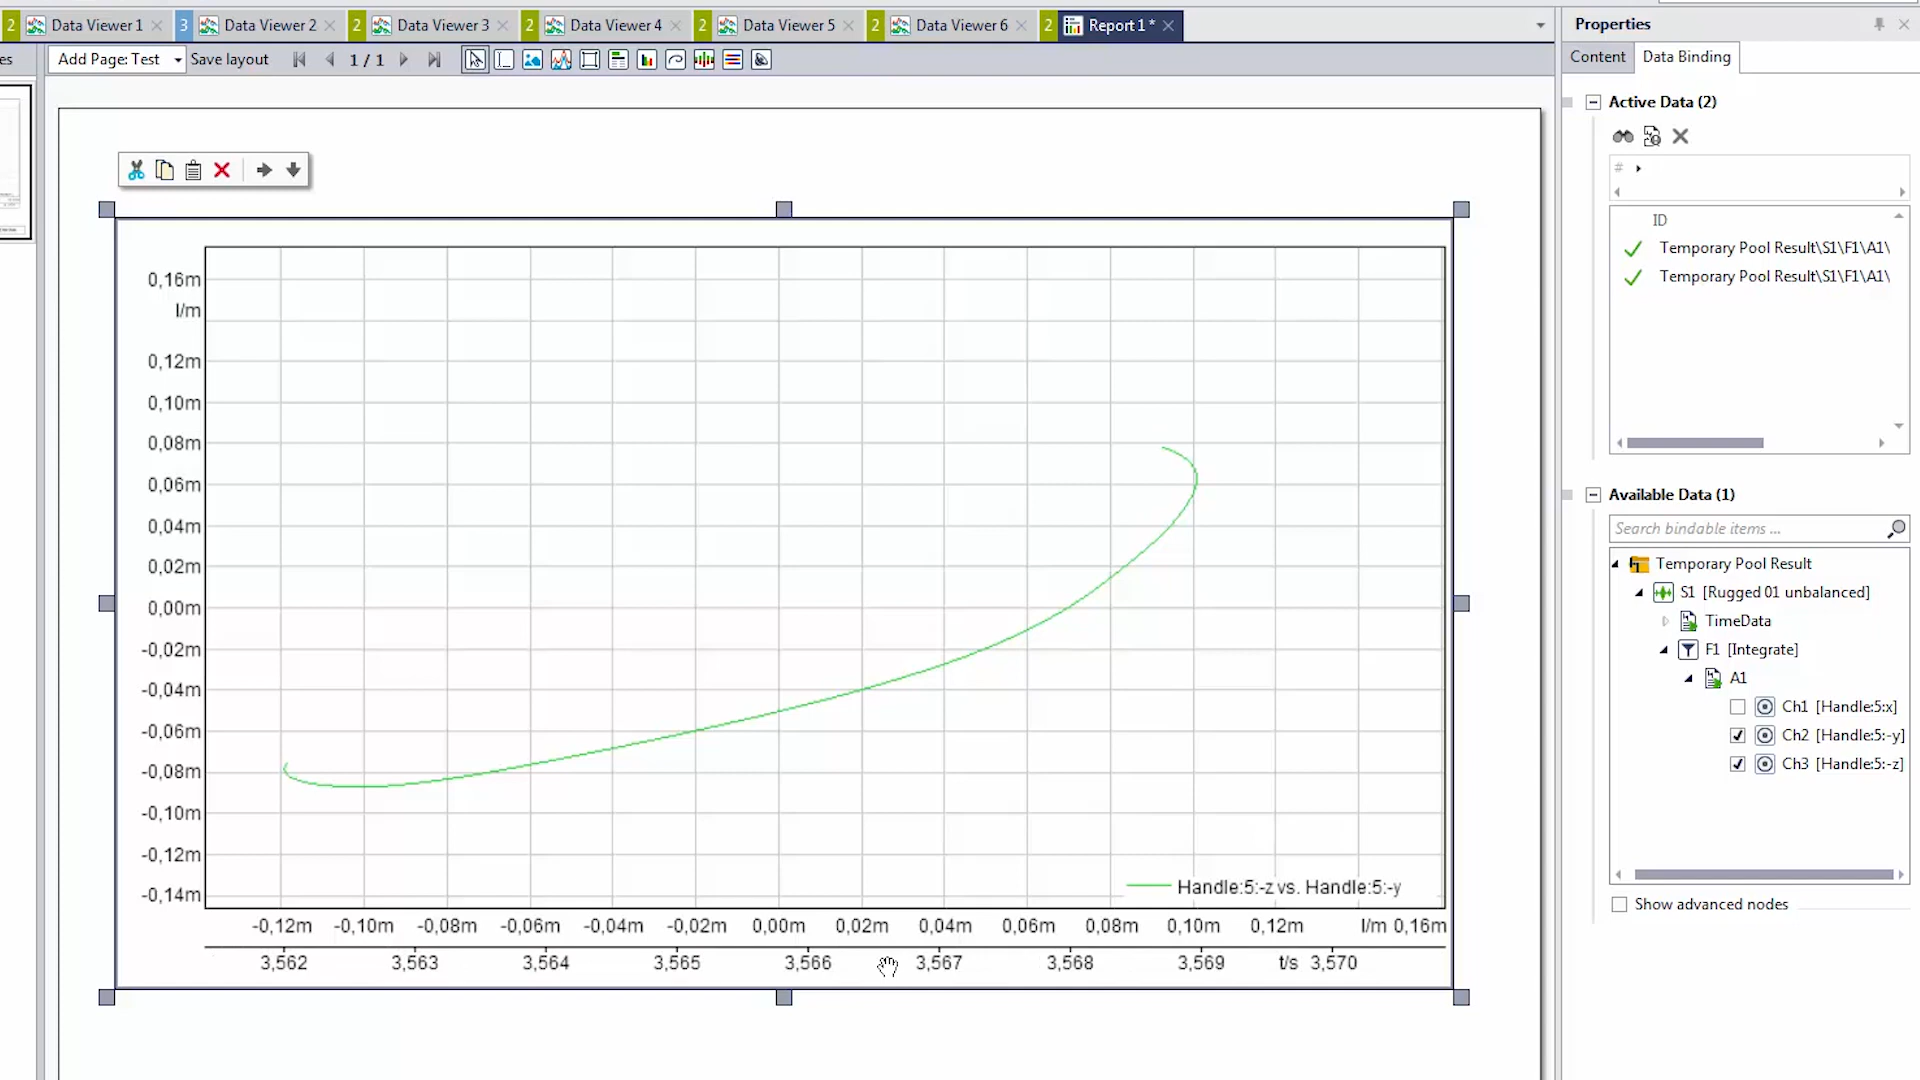 2 Data Viewer 1 3 Data Viewer 2 2 Data Viewer 3 2 Data Viewer 4 2 Data Viewer 5 2 Data Viewer 6 2 Report 1 *
es Add Page: Test Save layout 1 / 1
Properties
Content Data Binding
Active Data (2)
#
ID
Temporary Pool Result\S1\F1\A1\
Temporary Pool Result\S1\F1\A1\
Available Data (1)
Search bindable items ...
Temporary Pool Result
S1 [Rugged 01 unbalanced]
TimeData
F1 [Integrate]
A1
Ch1 [Handle:5:x]
Ch2 [Handle:5:-y]
Ch3 [Handle:5:-z]
Show advanced nodes
0,16m
l/m
0,12m
0,10m
0,08m
0,06m
0,04m
0,02m
0,00m
-0,02m
-0,04m
-0,06m
-0,08m
-0,10m
-0,12m
-0,14m
Handle:5:-z vs. Handle:5:-y
-0,12m -0,10m -0,08m -0,06m -0,04m -0,02m 0,00m 0,02m 0,04m 0,06m 0,08m 0,10m 0,12m l/m 0,16m
3,562 3,563 3,564 3,565 3,566 3,567 3,568 3,569 t/s 3,570